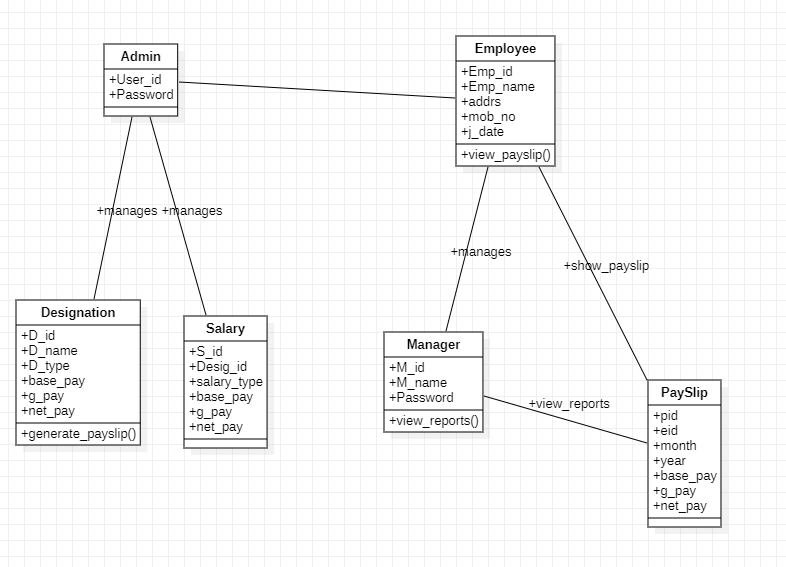 Admin
+User_id
+Password
Employee
+Emp_id
+Emp_name
+addrs
+mob_no
+j_date
+view_payslip()
+manages
+manages
+manages
+show_payslip
Designation
+D_id
+D_name
+D_type
+base_pay
+g_pay
+net_pay
+generate_payslip()
Salary
+S_id
+Desig_id
+salary_type
+base_pay
+g_pay
+net_pay
Manager
+M_id
+M_name
+Password
+view_reports()
+view_reports
PaySlip
+pid
+eid
+month
+year
+base_pay
+g_pay
+net_pay